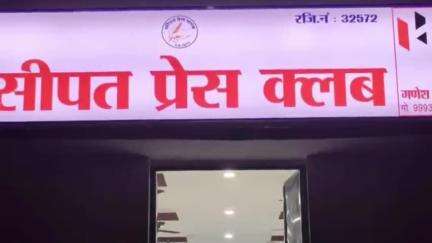 रजि.नं : 32572
सीपत प्रेस क्लब
गणेश
मो. 9993